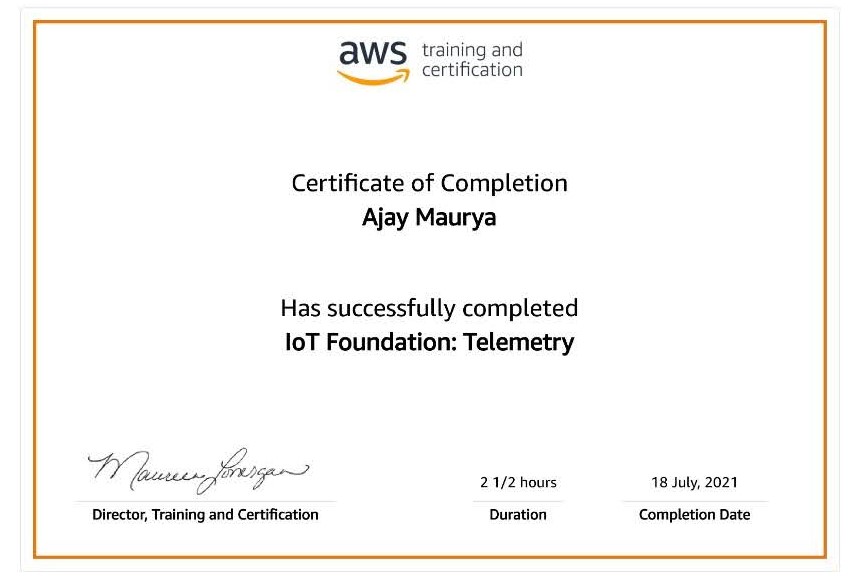 aws training and
certification
Certificate of Completion
Ajay Maurya
Has successfully completed
IoT Foundation: Telemetry
Maureen Lonergan
2 1/2 hours
18 July, 2021
Director, Training and Certification
Duration
Completion Date